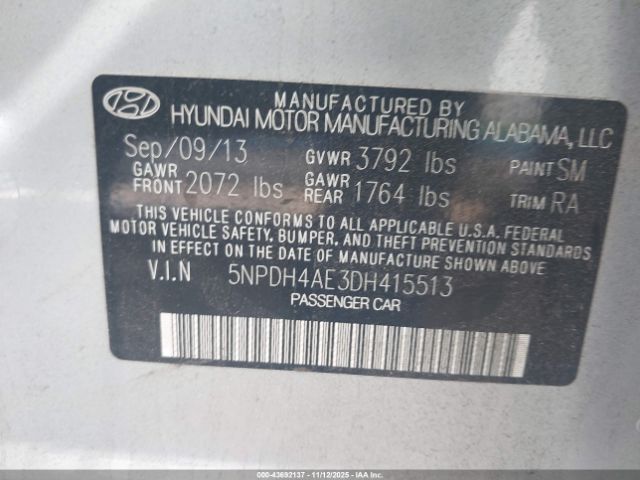 MANUFACTURED BY
HYUNDAI MOTOR MANUFACTURING ALABAMA, LLC
Sep/09/13 GVWR 3792 lbs PAINT SM
GAWR FRONT 2072 lbs GAWR REAR 1764 lbs TRIM RA
THIS VEHICLE CONFORMS TO ALL APPLICABLE U.S.A. FEDERAL
MOTOR VEHICLE SAFETY, BUMPER, AND THEFT PREVENTION STANDARDS
IN EFFECT ON THE DATE OF MANUFACTURE SHOWN ABOVE.
V.I.N 5NPDH4AE3DH415513
PASSENGER CAR
000-43692137 - 11/12/2025 - IAAI.COM